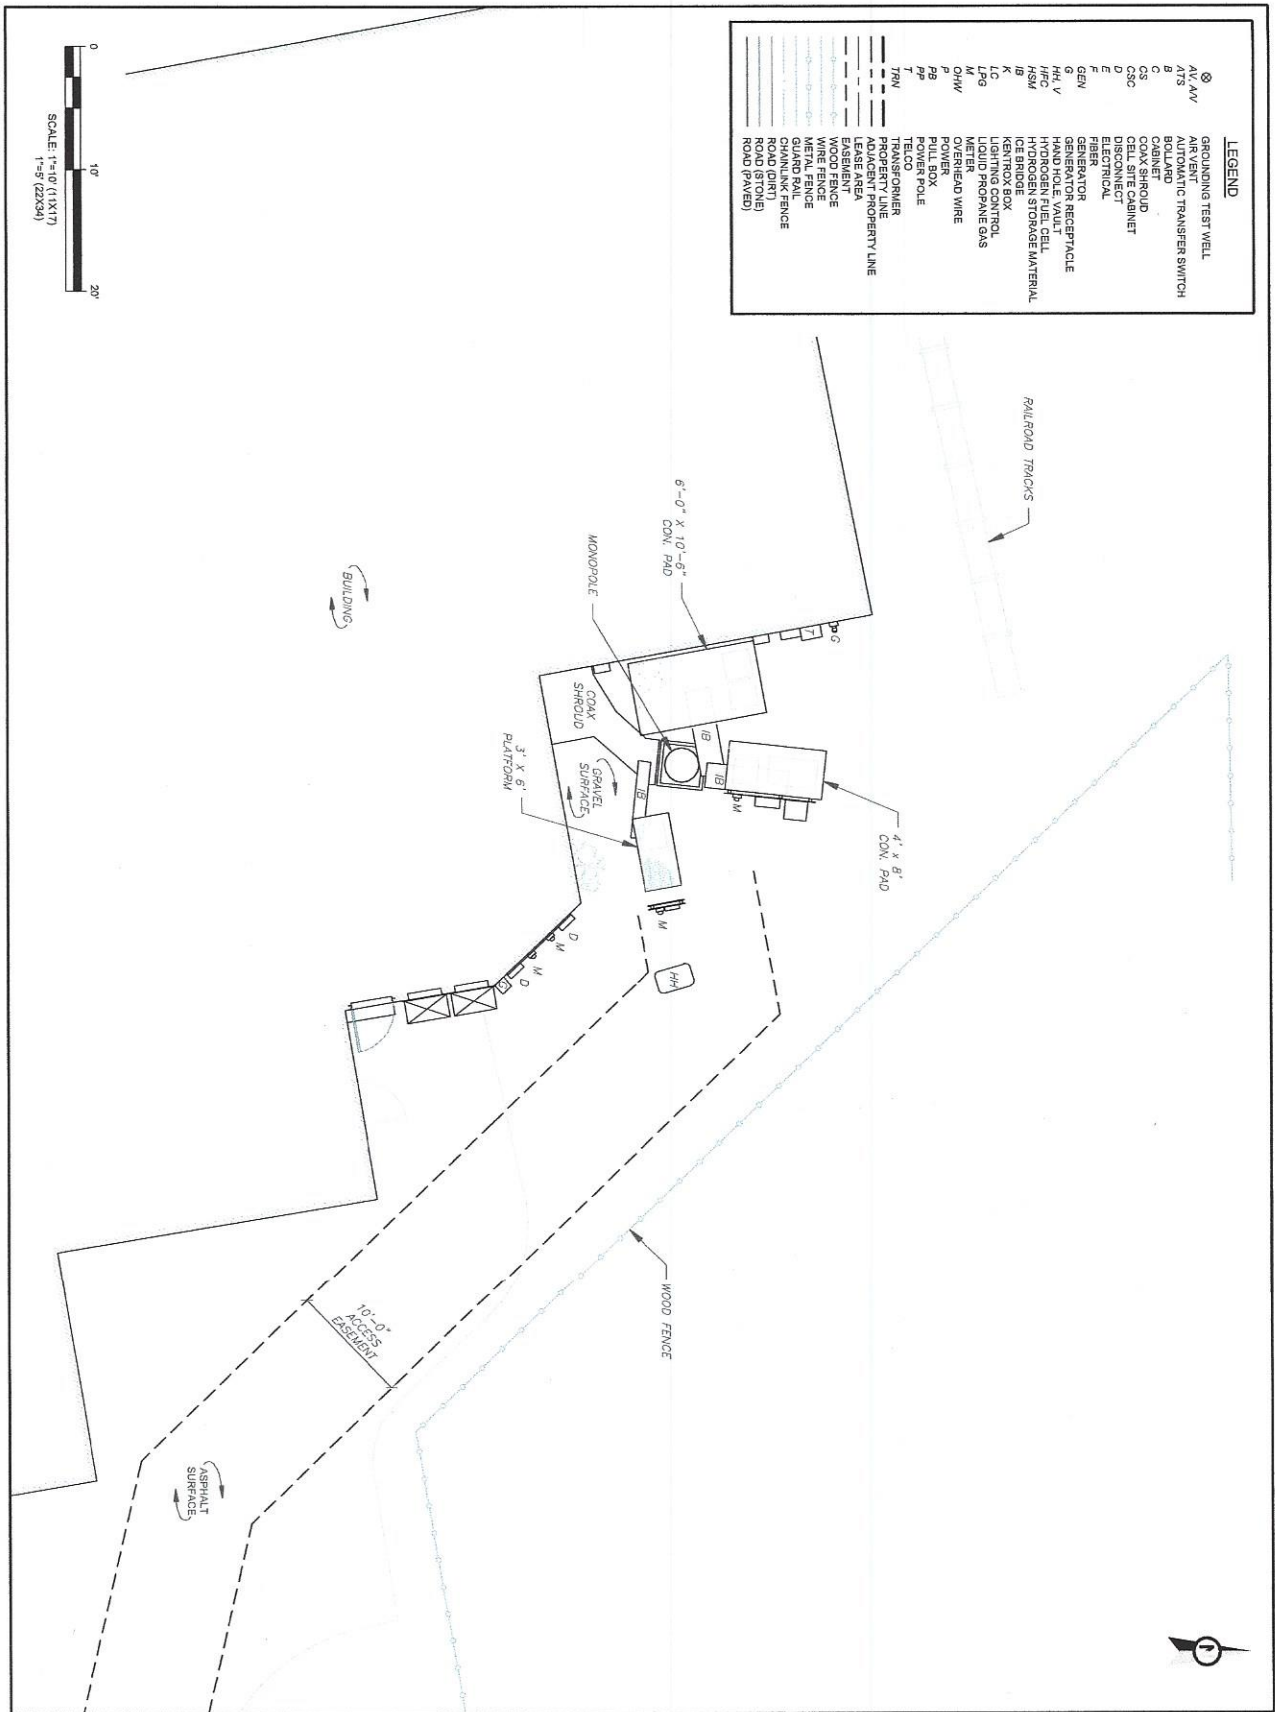 LEGEND
GROUNDING TEST WELL
AV, A/V AIR VENT
ATS AUTOMATIC TRANSFER SWITCH
B BOLLARD
C CABINET
CS COAX SHROUD
CSC CELL SITE CABINET
D DISCONNECT
E ELECTRICAL
F FIBER
GEN GENERATOR
G GENERATOR RECEPTACLE
HH, V HAND HOLE, VAULT
HFC HYDROGEN FUEL CELL
HSM HYDROGEN STORAGE MATERIAL
IB ICE BRIDGE
K KENTROX BOX
LC LIGHTING CONTROL
LPG LIQUID PROPANE GAS
M METER
OHW OVERHEAD WIRE
P POWER
PB PULL BOX
PP POWER POLE
T TELCO
TRN TRANSFORMER
PROPERTY LINE
ADJACENT PROPERTY LINE
LEASE AREA
EASEMENT
WOOD FENCE
WIRE FENCE
METAL FENCE
GUARD RAIL
CHAINLINK FENCE
ROAD (DIRT)
ROAD (STONE)
ROAD (PAVED)
RAILROAD TRACKS
6'-0" X 10'-6"
CON. PAD
MONOPOLE
BUILDING
G
T
COAX
SHROUD
IB
IB
IB
M
4' x 8'
CON. PAD
GRAVEL
SURFACE
3' X 6'
PLATFORM
M
HH
D
M
M
D
G
WOOD FENCE
10'-0"
ACCESS
EASEMENT
ASPHALT
SURFACE
0 10' 20'
SCALE: 1"=10' (11X17)
1"=5' (22X34)
N